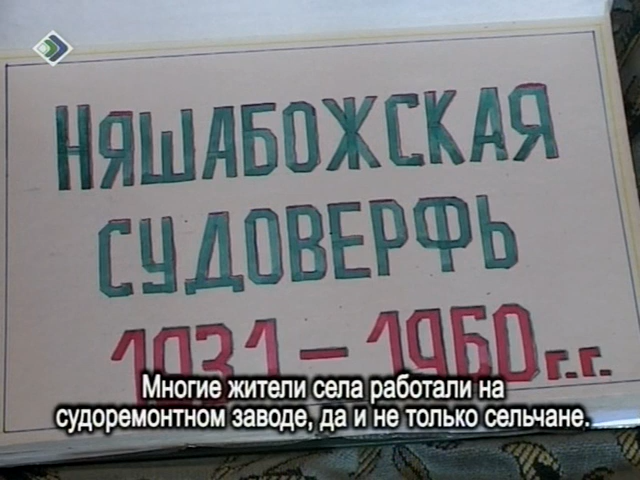 НЯШАБОЖСКАЯ
СУДОВЕРФЬ
1931 – 1960 г.г.
Многие жители села работали на
судоремонтном заводе, да и не только сельчане.